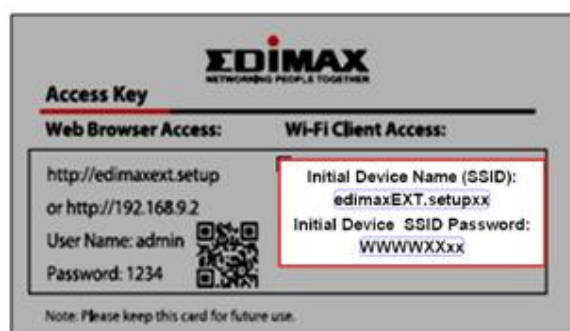 EDIMAX
NETWORKING PEOPLE TOGETHER
Access Key
Web Browser Access:
http://edimaxext.setup
or http://192.168.9.2
User Name: admin
Password: 1234
Wi-Fi Client Access:
Initial Device Name (SSID):
edimaxEXT.setupxx
Initial Device SSID Password:
WWWWXXxx
Note: Please keep this card for future use.